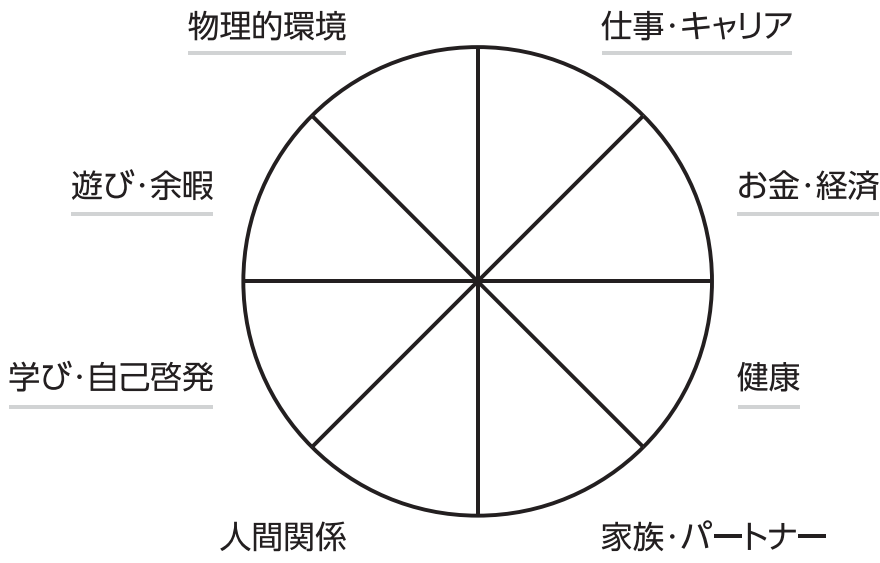 物理的環境
仕事・キャリア
遊び・余暇
お金・経済
学び・自己啓発
健康
人間関係
家族・パートナー